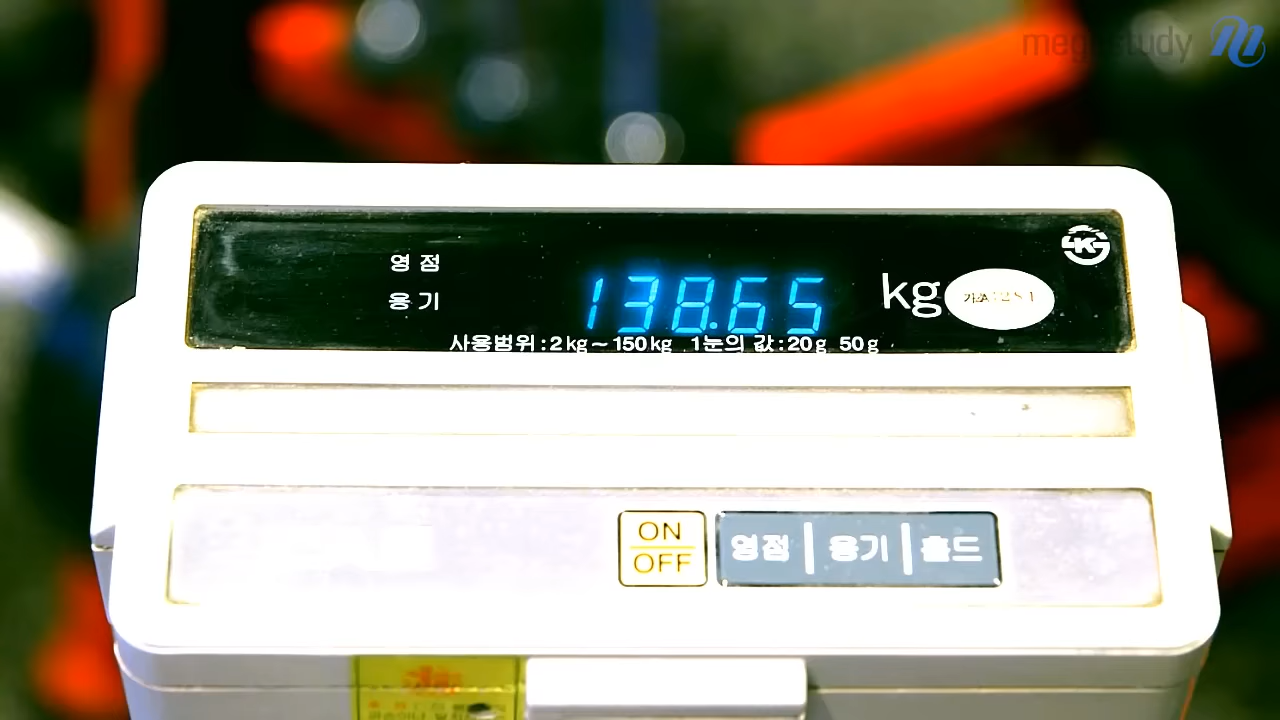 megastudy
영점
용기
138.65 kg
사용범위:2kg~150kg 1눈의 값:20g 50g
ON
OFF
영점 용기 홀드